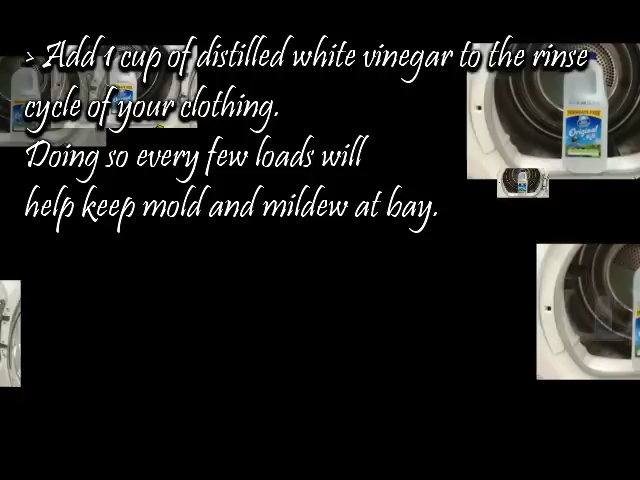 > Add 1 cup of distilled white vinegar to the rinse
cycle of your clothing.
Doing so every few loads will
help keep mold and mildew at bay.
Original